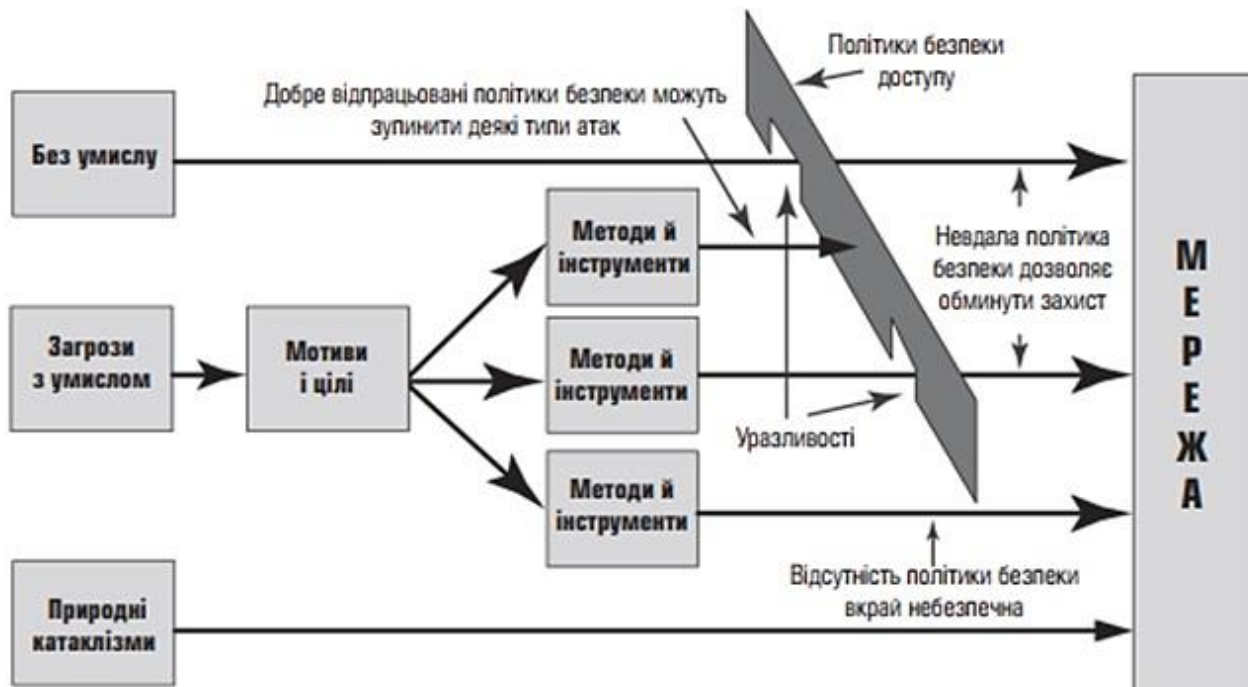 Політики безпеки
доступу
Добре відпрацьовані політики безпеки можуть
зупинити деякі типи атак
Без умислу
Методи й
інструменти
Невдала політика
безпеки дозволяє
обминути захист
Загрози
з умислом
Мотиви
і цілі
Методи й
інструменти
Уразливості
Методи й
інструменти
Відсутність політики безпеки
вкрай небезпечна
Природні
катаклізми
М
Е
Р
Е
Ж
А